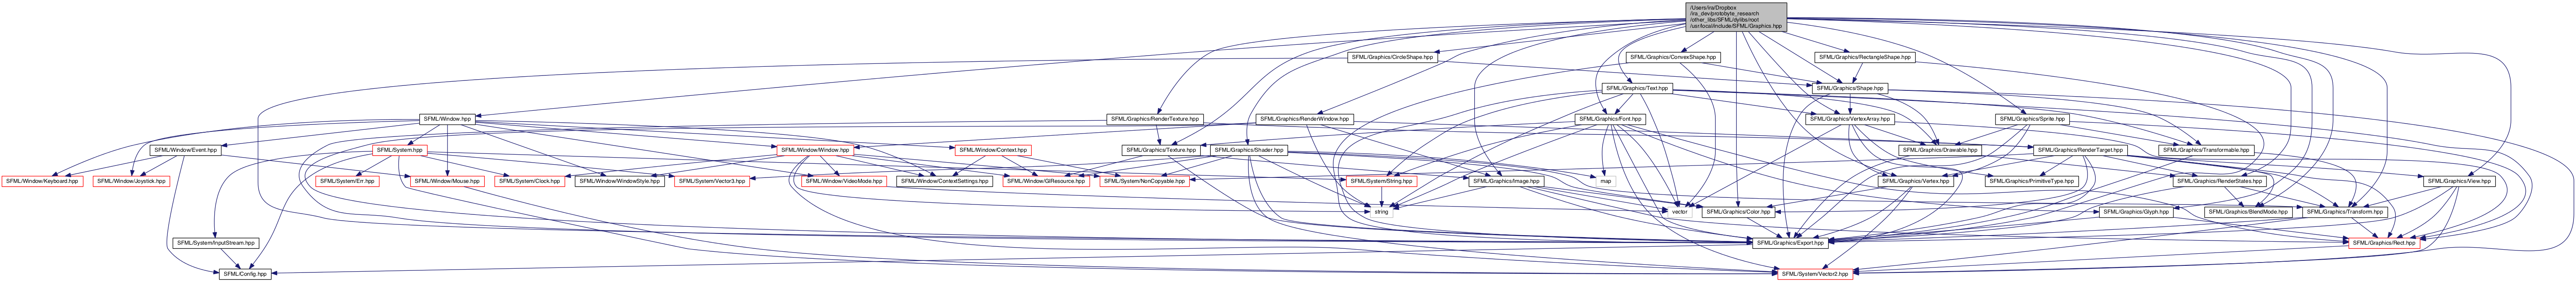 /Users/ira/Dropbox
/ira_dev/protobyte_research
/other_libs/SFML/dylibs/root
/usr/local/include/SFML/Graphics.hpp
SFML/Graphics/CircleShape.hpp
SFML/Graphics/ConvexShape.hpp
SFML/Graphics/RectangleShape.hpp
SFML/Graphics/Text.hpp
SFML/Graphics/Shape.hpp
SFML/Window.hpp
SFML/Graphics/RenderTexture.hpp
SFML/Graphics/RenderWindow.hpp
SFML/Graphics/Font.hpp
SFML/Graphics/VertexArray.hpp
SFML/Graphics/Sprite.hpp
SFML/Window/Event.hpp
SFML/System.hpp
SFML/Window/Window.hpp
SFML/Window/Context.hpp
SFML/Graphics/Texture.hpp
SFML/Graphics/Shader.hpp
SFML/Graphics/Drawable.hpp
SFML/Graphics/RenderTarget.hpp
SFML/Graphics/Transformable.hpp
SFML/Window/Keyboard.hpp
SFML/Window/Joystick.hpp
SFML/System/Err.hpp
SFML/Window/Mouse.hpp
SFML/System/Clock.hpp
SFML/Window/WindowStyle.hpp
SFML/System/Vector3.hpp
SFML/Window/VideoMode.hpp
SFML/Window/ContextSettings.hpp
SFML/Window/GlResource.hpp
SFML/System/NonCopyable.hpp
SFML/System/String.hpp
SFML/Graphics/Image.hpp
map
SFML/Graphics/Vertex.hpp
SFML/Graphics/PrimitiveType.hpp
SFML/Graphics/RenderStates.hpp
SFML/Graphics/View.hpp
string
vector
SFML/Graphics/Color.hpp
SFML/Graphics/Glyph.hpp
SFML/Graphics/BlendMode.hpp
SFML/Graphics/Transform.hpp
SFML/System/InputStream.hpp
SFML/Graphics/Export.hpp
SFML/Graphics/Rect.hpp
SFML/Config.hpp
SFML/System/Vector2.hpp